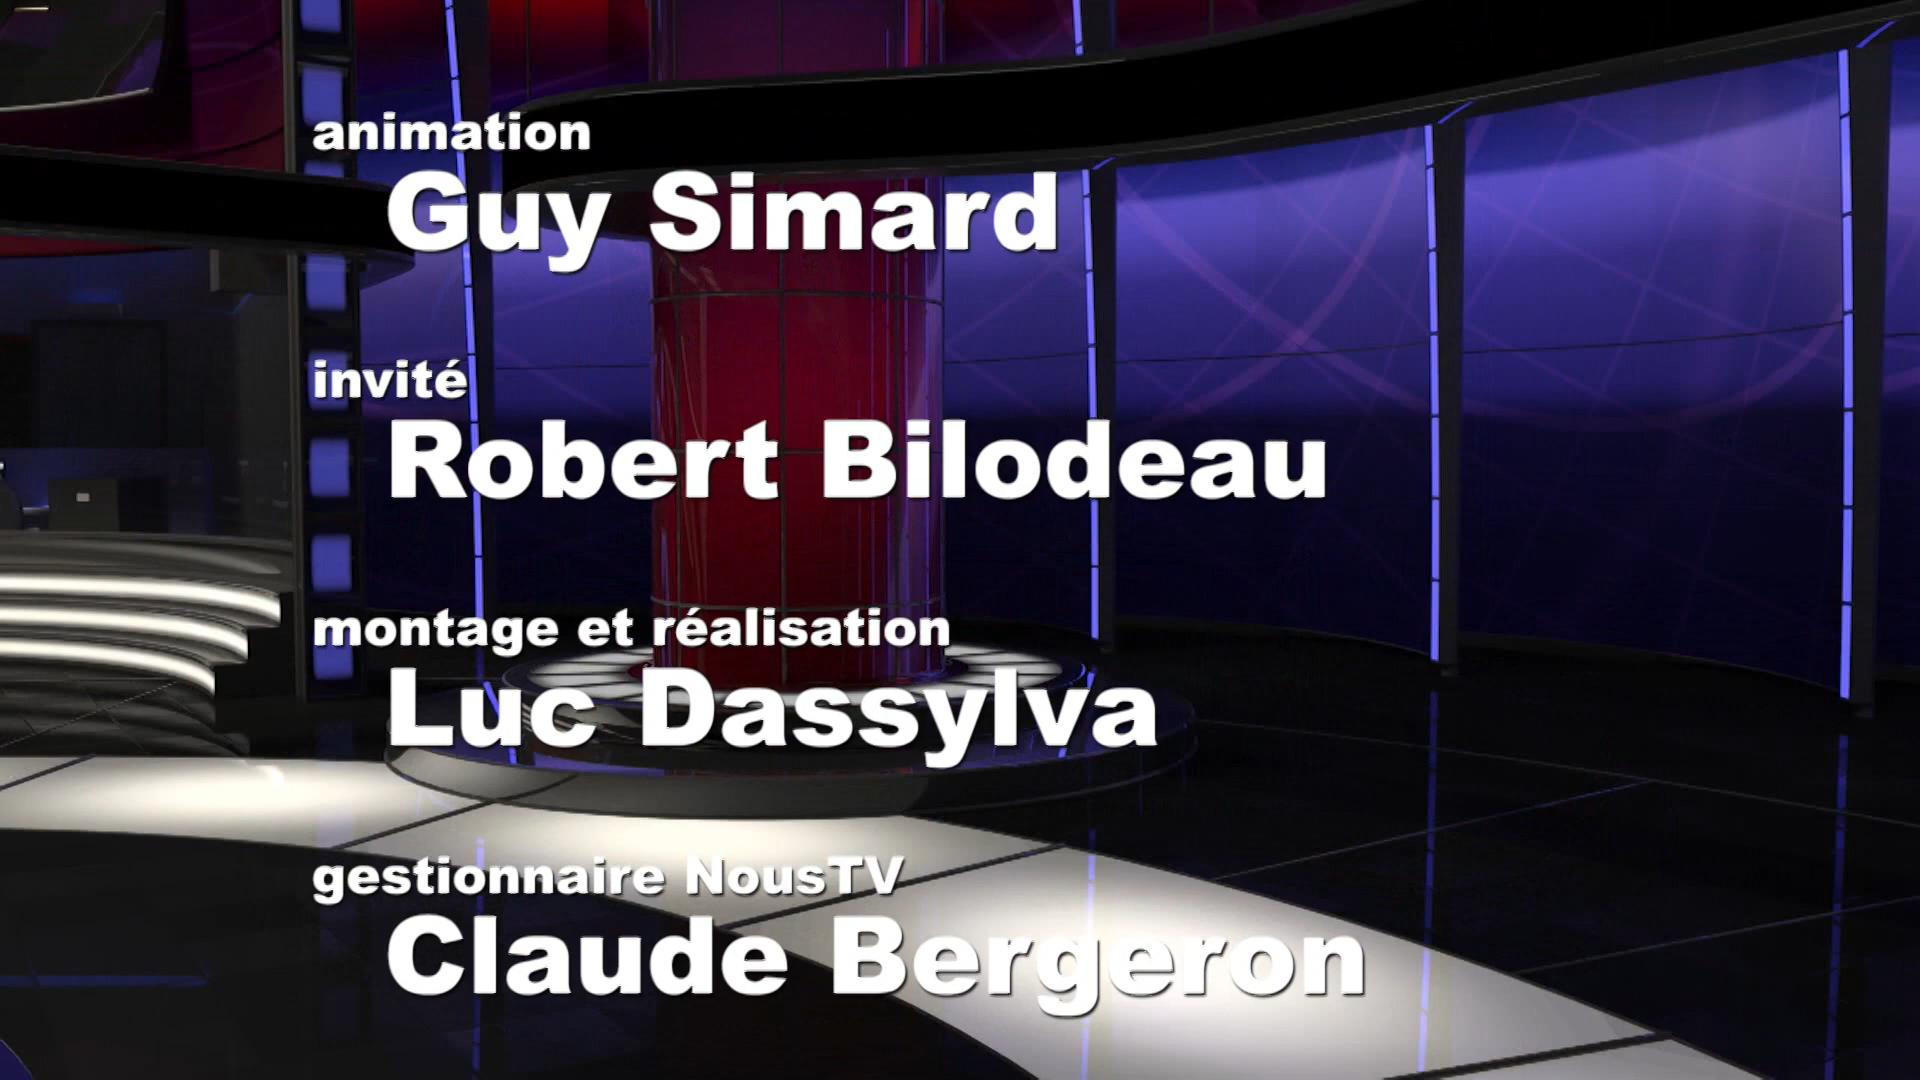 animation
Guy Simard
invité
Robert Bilodeau
montage et réalisation
Luc Dassylva
gestionnaire NousTV
Claude Bergeron